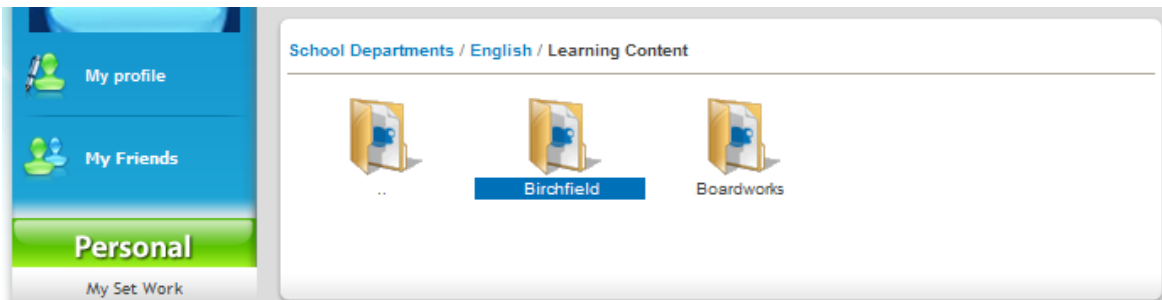 My profile
My Friends
Personal
My Set Work
School Departments / English / Learning Content
..
Birchfield
Boardworks